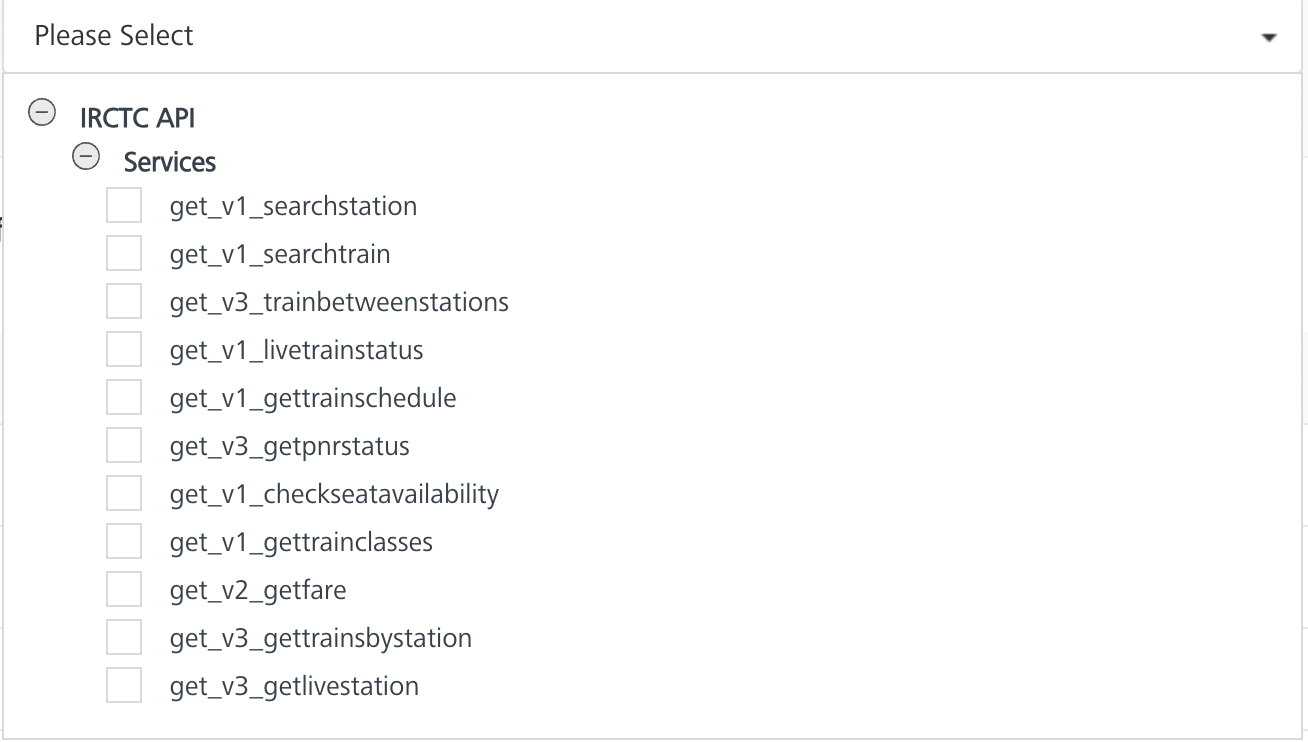 Please Select
IRCTC API
Services
get_v1_searchstation
get_v1_searchtrain
get_v3_trainbetweenstations
get_v1_livetrainstatus
get_v1_gettrainschedule
get_v3_getpnrstatus
get_v1_checkseatavailability
get_v1_gettrainclasses
get_v2_getfare
get_v3_gettrainsbystation
get_v3_getlivestation